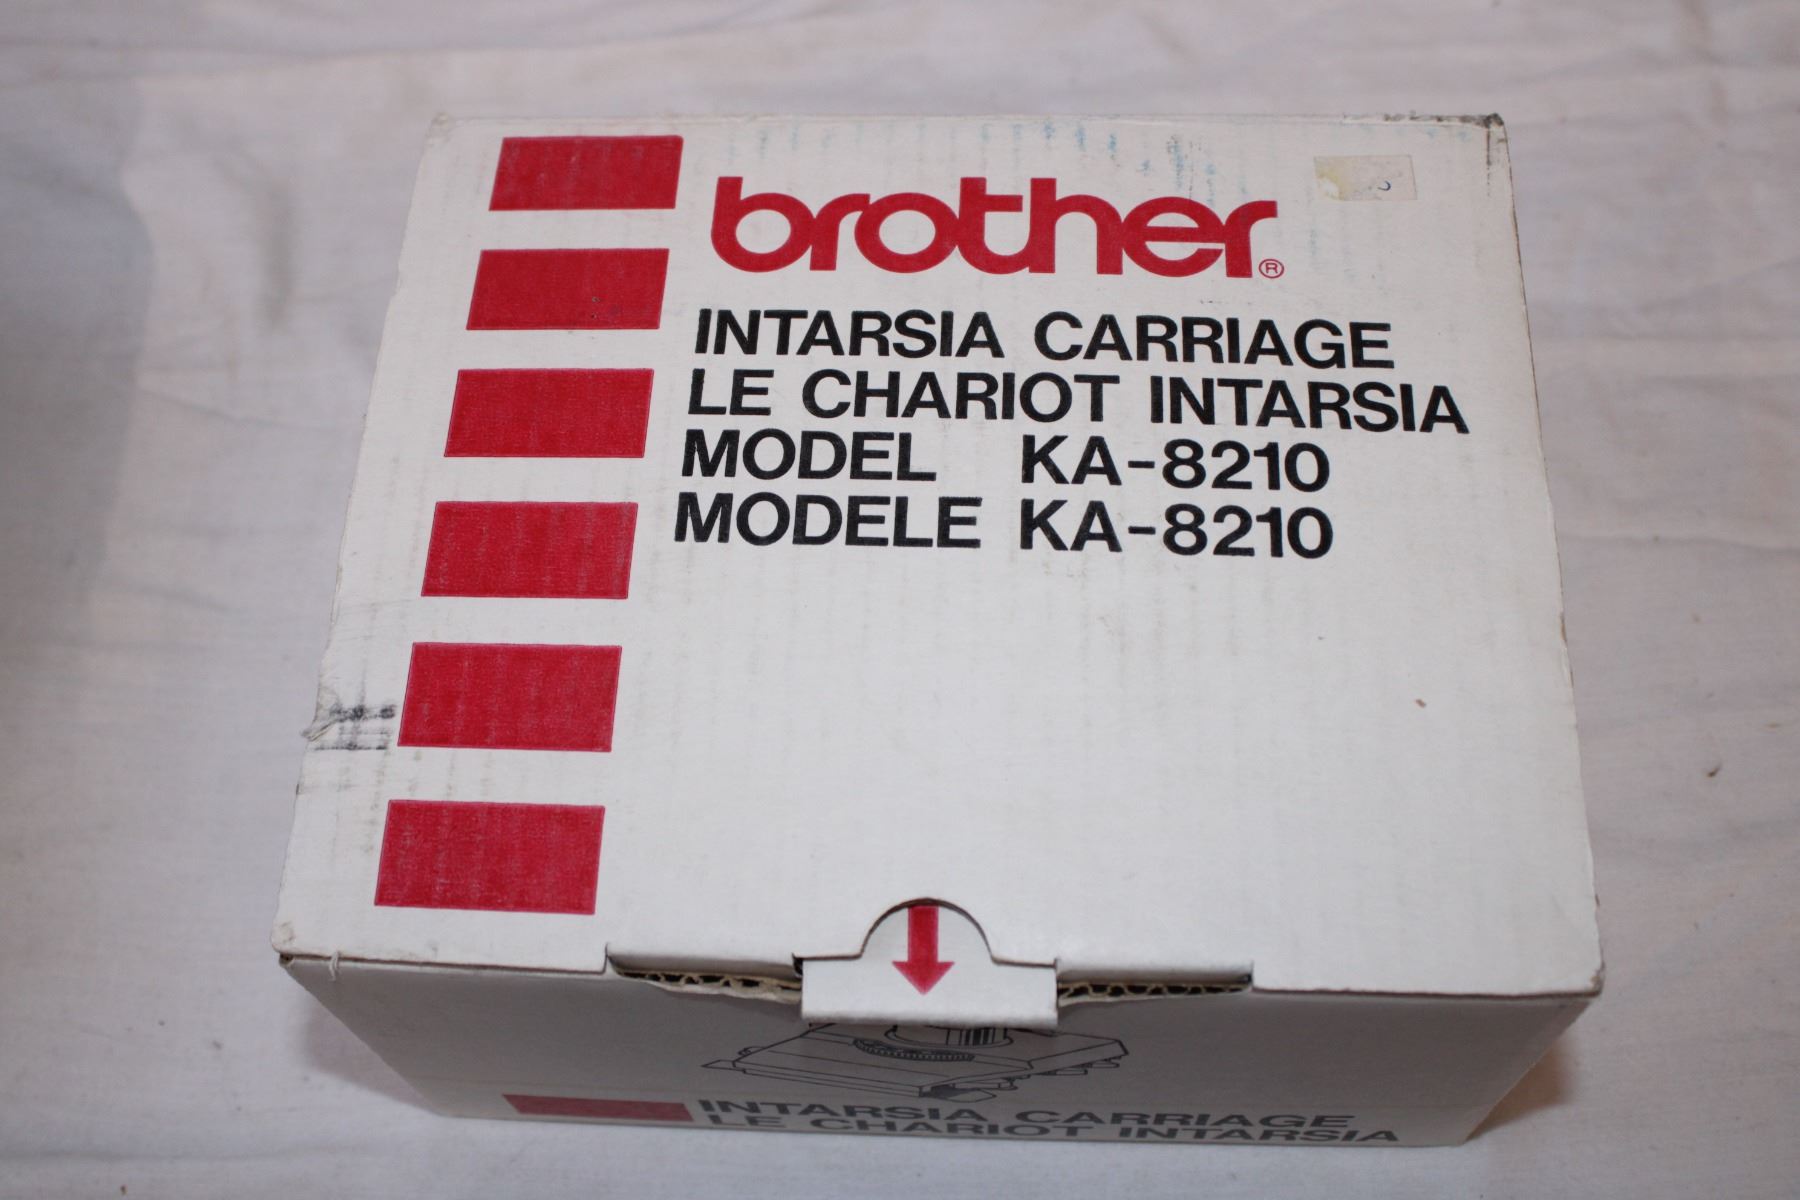 brother®
INTARSIA CARRIAGE
LE CHARIOT INTARSIA
MODEL KA-8210
MODELE KA-8210
INTARSIA CARRIAGE
LE CHARIOT INTARSIA